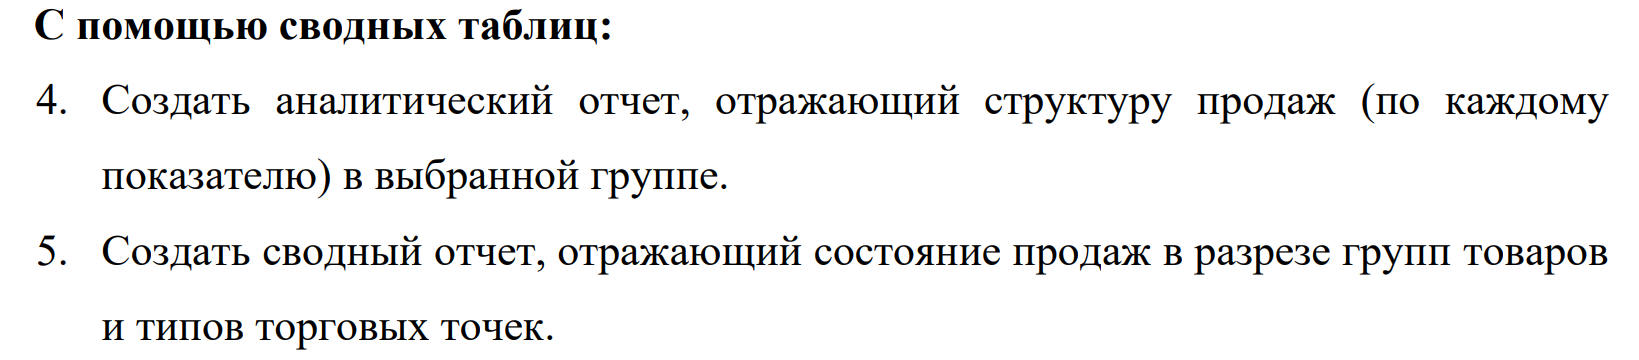 С помощью сводных таблиц:
4. Создать аналитический отчет, отражающий структуру продаж (по каждому
показателю) в выбранной группе.
5. Создать сводный отчет, отражающий состояние продаж в разрезе групп товаров
и типов торговых точек.